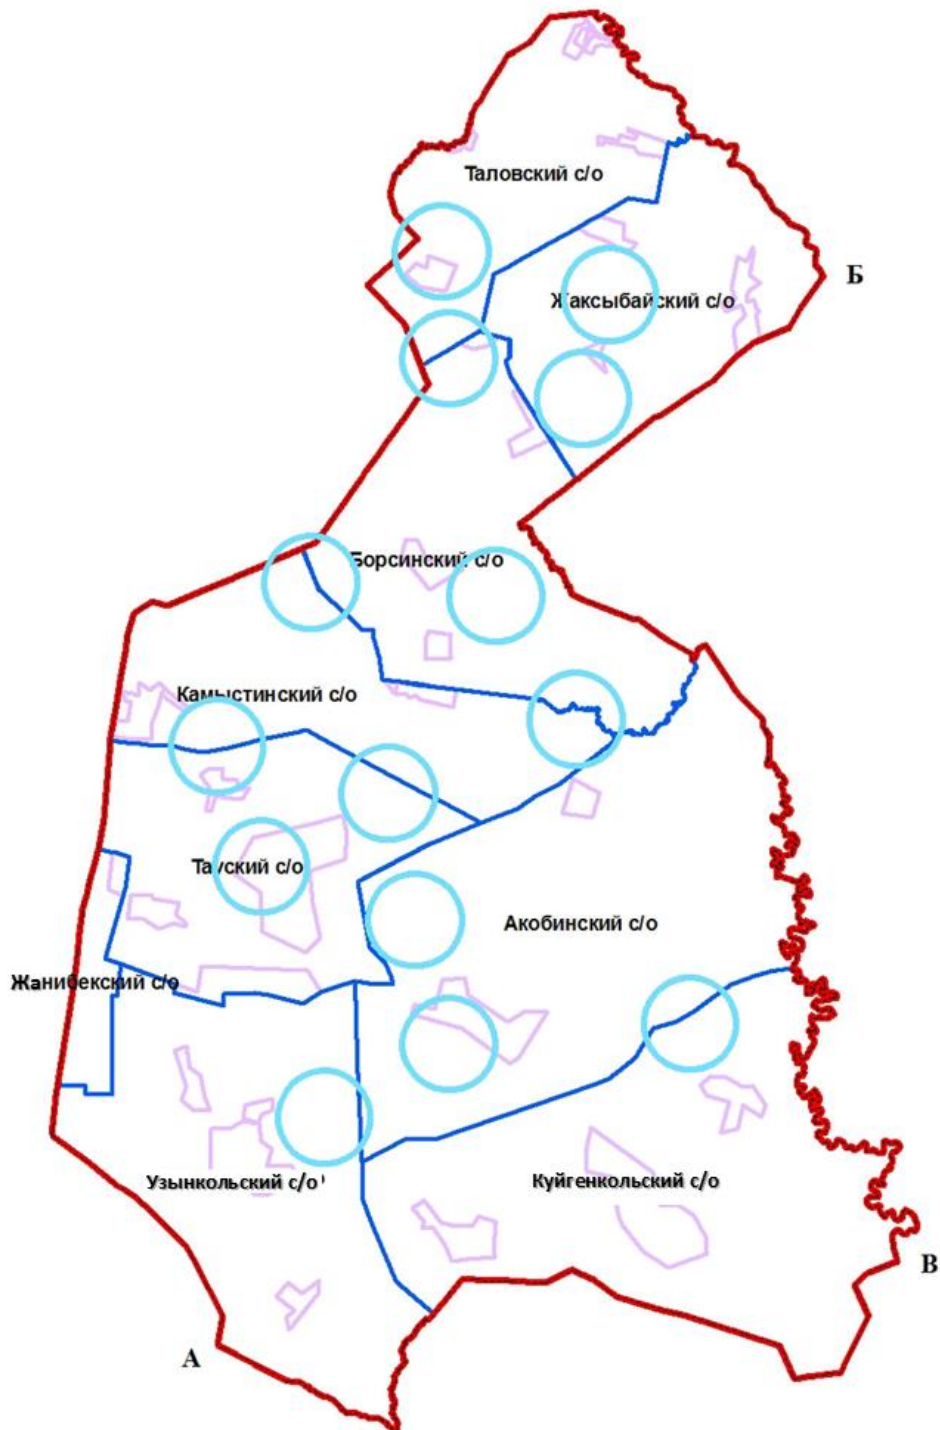 Таловский с/о
Б
Жаксыбайский с/о
Борсинский с/о
Камыстинский с/о
Тауский с/о
Акобинский с/о
Жанибекский с/о
Узынкольский с/о
Куйгенкольский с/о
В
А